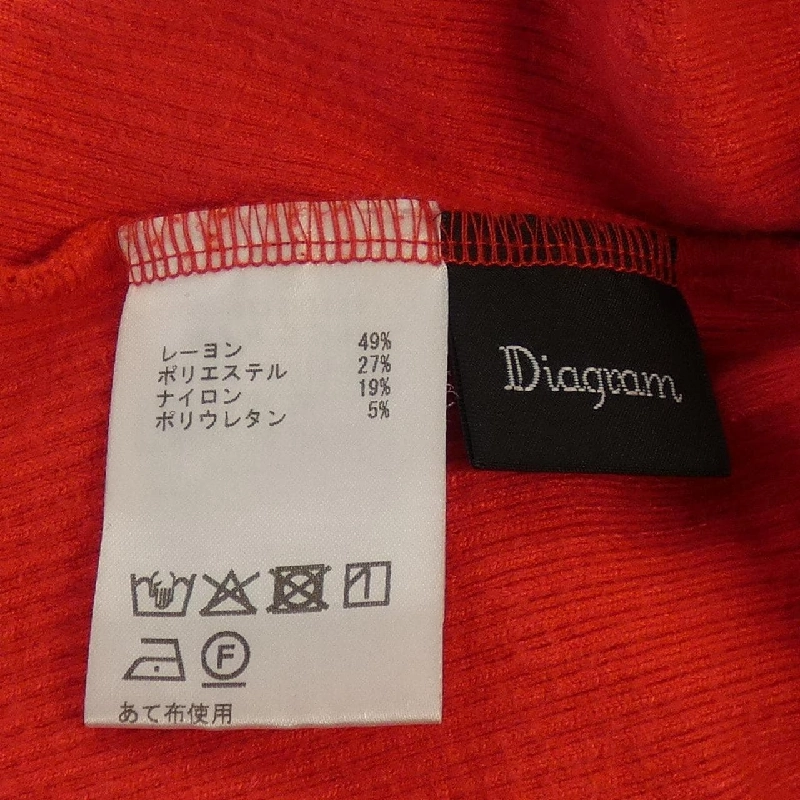 レーヨン 49%
ポリエステル 27%
ナイロン 19%
ポリウレタン 5%
Diagram
F
あて布使用